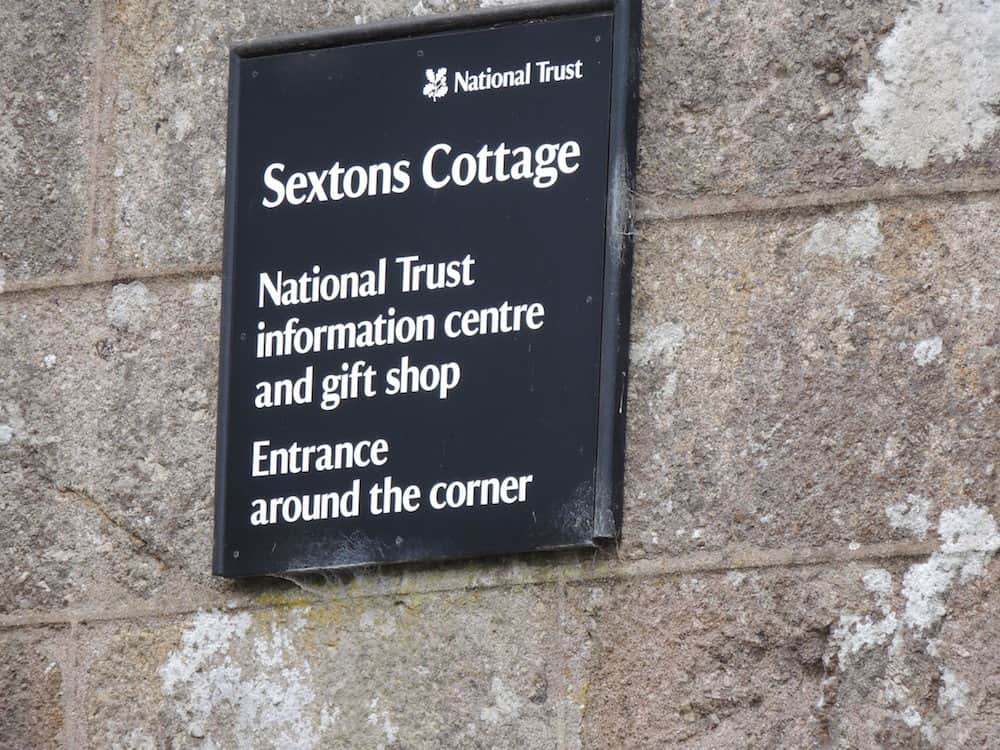 National Trust
Sextons Cottage
National Trust
information centre
and gift shop
Entrance
around the corner